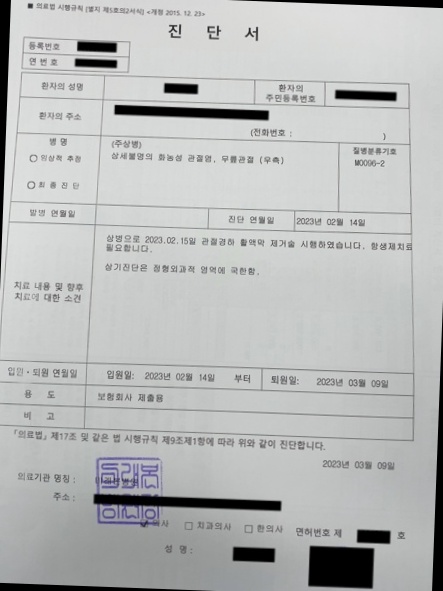 ■ 의료법 시행규칙 [별지 제5호의2서식] <개정 2015. 12. 23>
진 단 서
등록번호
연 번 호
환자의 성명
환자의 주민등록번호
환자의 주소
(전화번호 : )
병 명
(주상병)
질병분류기호
○ 임상적 추정
상세불명의 화농성 관절염, 무릎관절 (우측)
M0096-2
○ 최 종 진 단
발병 연월일
진단 연월일
2023년 02월 14일
치료 내용 및 향후 치료에 대한 소견
상병으로 2023.02.15일 관절경하 활액막 제거술 시행하였습니다. 항생제치료
필요합니다.
상기진단은 정형외과적 영역에 국한함.
입원・퇴원 연월일
입원일: 2023년 02월 14일 부터
퇴원일: 2023년 03월 09일
용 도
보험회사 제출용
비 고
「의료법」 제17조 및 같은 법 시행규칙 제9조제1항에 따라 위와 같이 진단합니다.
2023년 03월 09일
의료기관 명칭 :
주소 :
의사 □ 치과의사 □ 한의사 면허번호 제 호
성 명 :